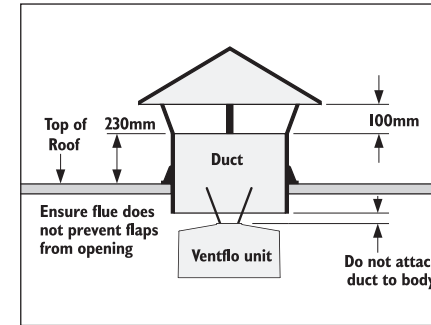 Top of
Roof
230mm
100mm
Duct
Ensure flue does
not prevent flaps
from opening
Ventflo unit
Do not attac
duct to body